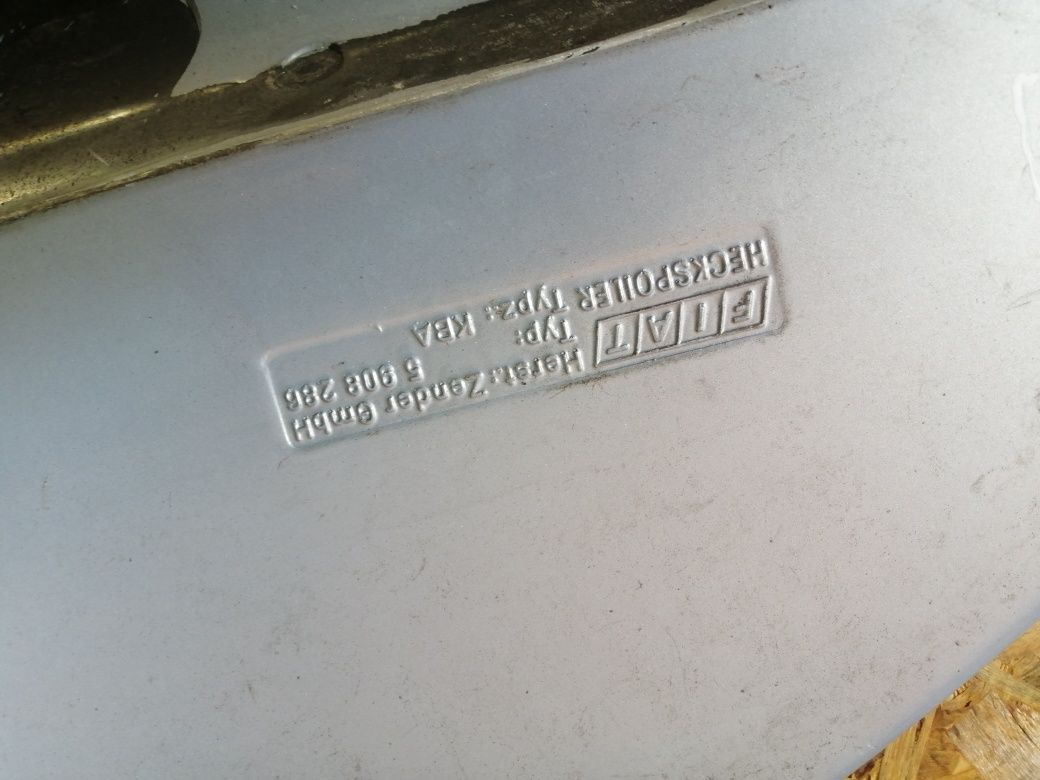 FIAT Herst.: Zender GmbH
Typ: 5 908 286
HECKSPOILER Typz.: KBA